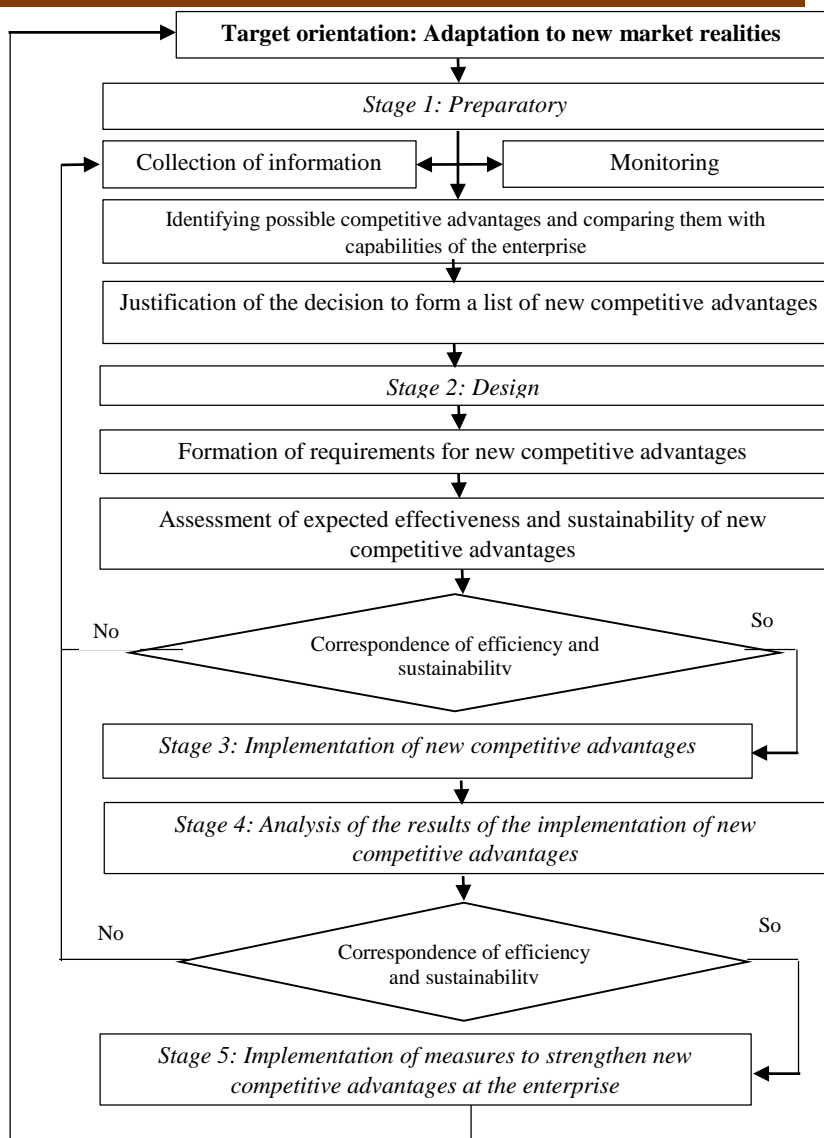 Target orientation: Adaptation to new market realities
Stage 1: Preparatory
Collection of information
Monitoring
Identifying possible competitive advantages and comparing them with
capabilities of the enterprise
Justification of the decision to form a list of new competitive advantages
Stage 2: Design
Formation of requirements for new competitive advantages
Assessment of expected effectiveness and sustainability of new
competitive advantages
No
So
Correspondence of efficiency and
sustainability
Stage 3: Implementation of new competitive advantages
Stage 4: Analysis of the results of the implementation of new
competitive advantages
No
So
Correspondence of efficiency
and sustainability
Stage 5: Implementation of measures to strengthen new
competitive advantages at the enterprise